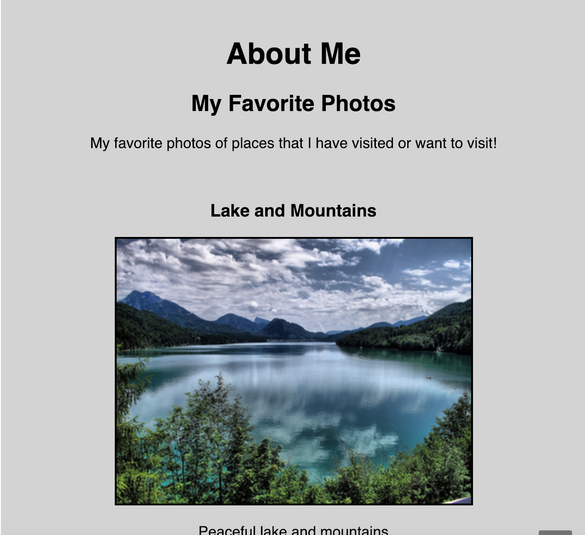 About Me
My Favorite Photos
My favorite photos of places that I have visited or want to visit!
Lake and Mountains
Peaceful lake and mountains